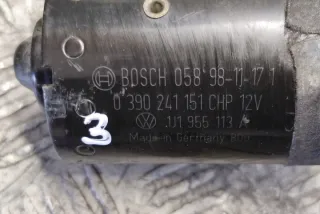 BOSCH 058 98-11-17 1
0 390 241 151 CHP 12V
1J1 955 113 A
Made in Germany
3